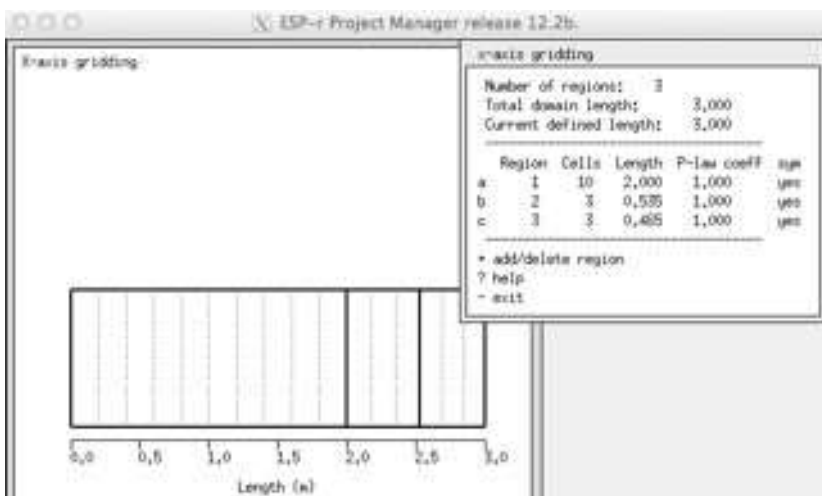 ESP-r Project Manager release 12.2b.
X-axis gridding
x-axis gridding
Number of regions: 3
Total domain length: 3,000
Current defined length: 3,000
Region Cells Length P-law coeff sym
a 1 10 2,000 1,000 yes
b 2 3 0,535 1,000 yes
c 3 3 0,465 1,000 yes
+ add/delete region
? help
- exit
0,0 0,5 1,0 1,5 2,0 2,5 3,0
Length (m)